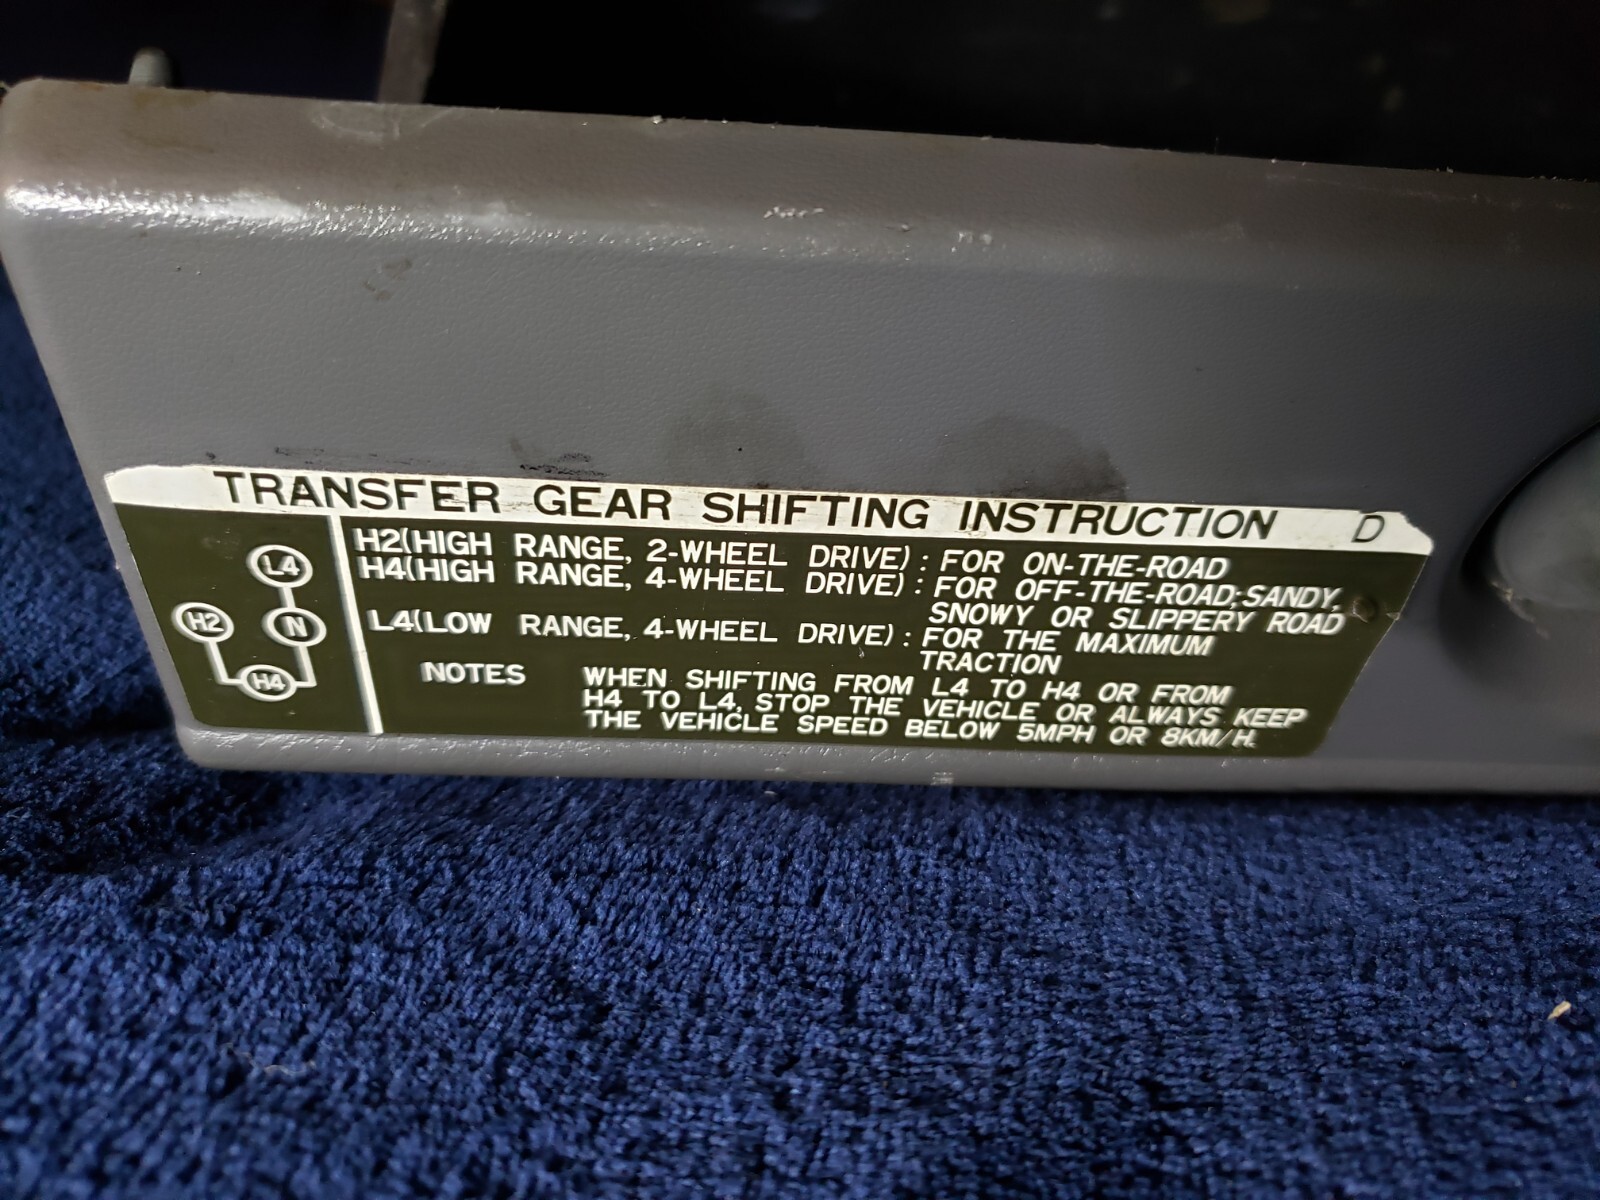 TRANSFER GEAR SHIFTING INSTRUCTION D
L4
H2 N
H4
H2(HIGH RANGE, 2-WHEEL DRIVE) : FOR ON-THE-ROAD
H4(HIGH RANGE, 4-WHEEL DRIVE) : FOR OFF-THE-ROAD;SANDY,
SNOWY OR SLIPPERY ROAD
L4(LOW RANGE, 4-WHEEL DRIVE) : FOR THE MAXIMUM
TRACTION
NOTES WHEN SHIFTING FROM L4 TO H4 OR FROM
H4 TO L4, STOP THE VEHICLE OR ALWAYS KEEP
THE VEHICLE SPEED BELOW 5MPH OR 8KM/H.